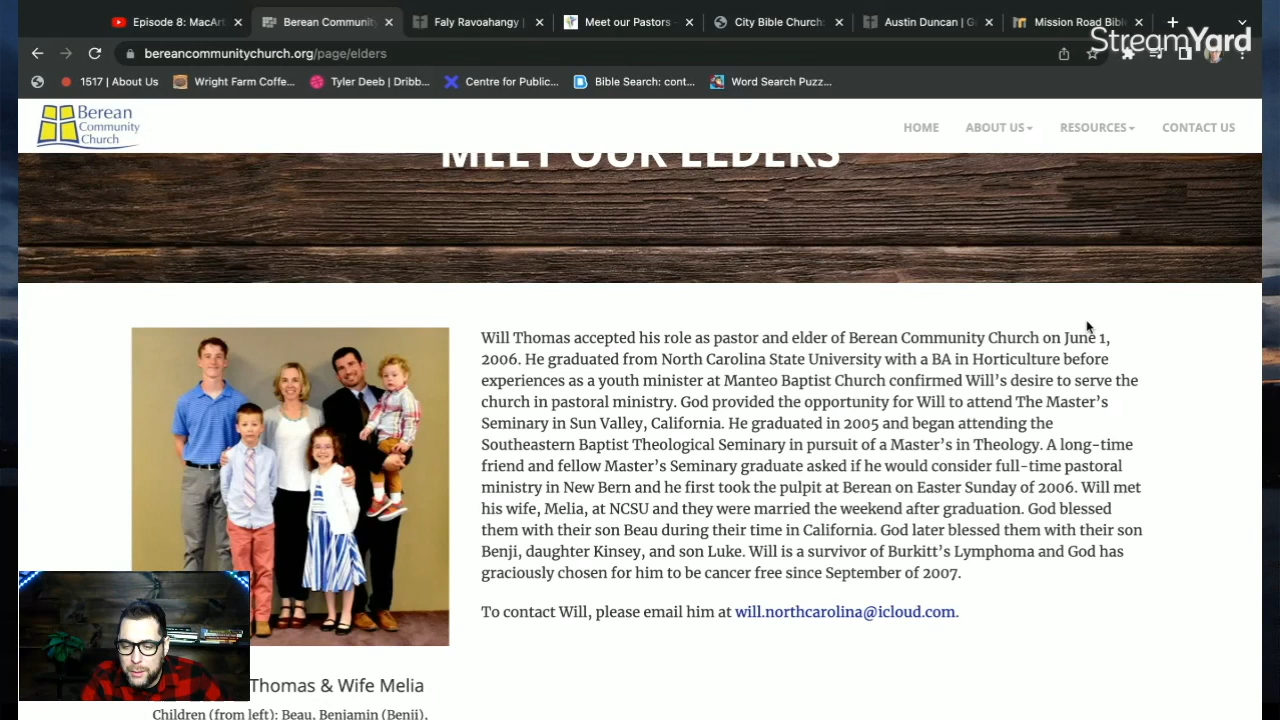 Episode 8: MacArt
Berean Community
Faly Ravoahangy |
Meet our Pastors -
City Bible Church:
Austin Duncan | G
Mission Road Bibl
StreamYard
bereancommunitychurch.org/page/elders
1517 | About Us
Wright Farm Coffe...
Tyler Deeb | Dribb...
Centre for Public...
Bible Search: cont...
Word Search Puzz...
Berean
Community
Church
HOME
ABOUT US
RESOURCES
CONTACT US
MEET OUR ELDERS
Will Thomas accepted his role as pastor and elder of Berean Community Church on June 1,
2006. He graduated from North Carolina State University with a BA in Horticulture before
experiences as a youth minister at Manteo Baptist Church confirmed Will's desire to serve the
church in pastoral ministry. God provided the opportunity for Will to attend The Master's
Seminary in Sun Valley, California. He graduated in 2005 and began attending the
Southeastern Baptist Theological Seminary in pursuit of a Master's in Theology. A long-time
friend and fellow Master's Seminary graduate asked if he would consider full-time pastoral
ministry in New Bern and he first took the pulpit at Berean on Easter Sunday of 2006. Will met
his wife, Melia, at NCSU and they were married the weekend after graduation. God blessed
them with their son Beau during their time in California. God later blessed them with their son
Benji, daughter Kinsey, and son Luke. Will is a survivor of Burkitt's Lymphoma and God has
graciously chosen for him to be cancer free since September of 2007.
To contact Will, please email him at will.northcarolina@icloud.com.
Thomas & Wife Melia
Children (from left): Beau, Benjamin (Benji),